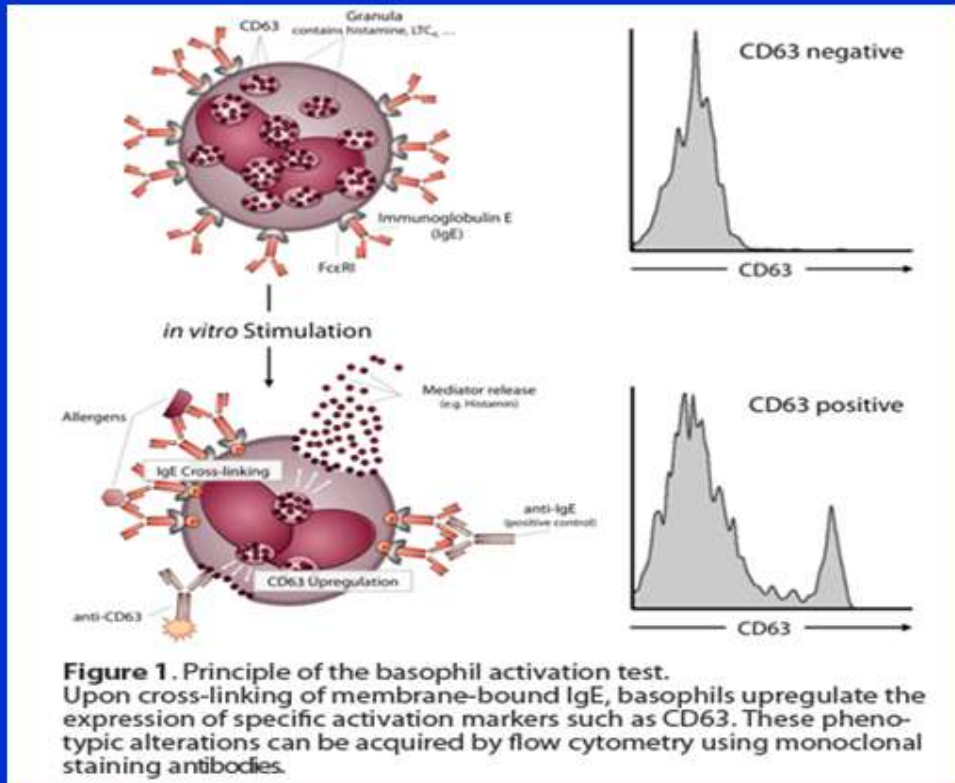 CD63
Granula
contains histamine, LTC₄, ...
CD63 negative
Immunoglobulin E
(IgE)
FcεRI
CD63
in vitro Stimulation
Mediator release
(e.g. Histamin)
CD63 positive
Allergens
IgE Cross-linking
anti-IgE
(positive control)
CD63 Upregulation
anti-CD63
CD63
Figure 1. Principle of the basophil activation test.
Upon cross-linking of membrane-bound IgE, basophils upregulate the
expression of specific activation markers such as CD63. These pheno-
typic alterations can be acquired by flow cytometry using monoclonal
staining antibodies.